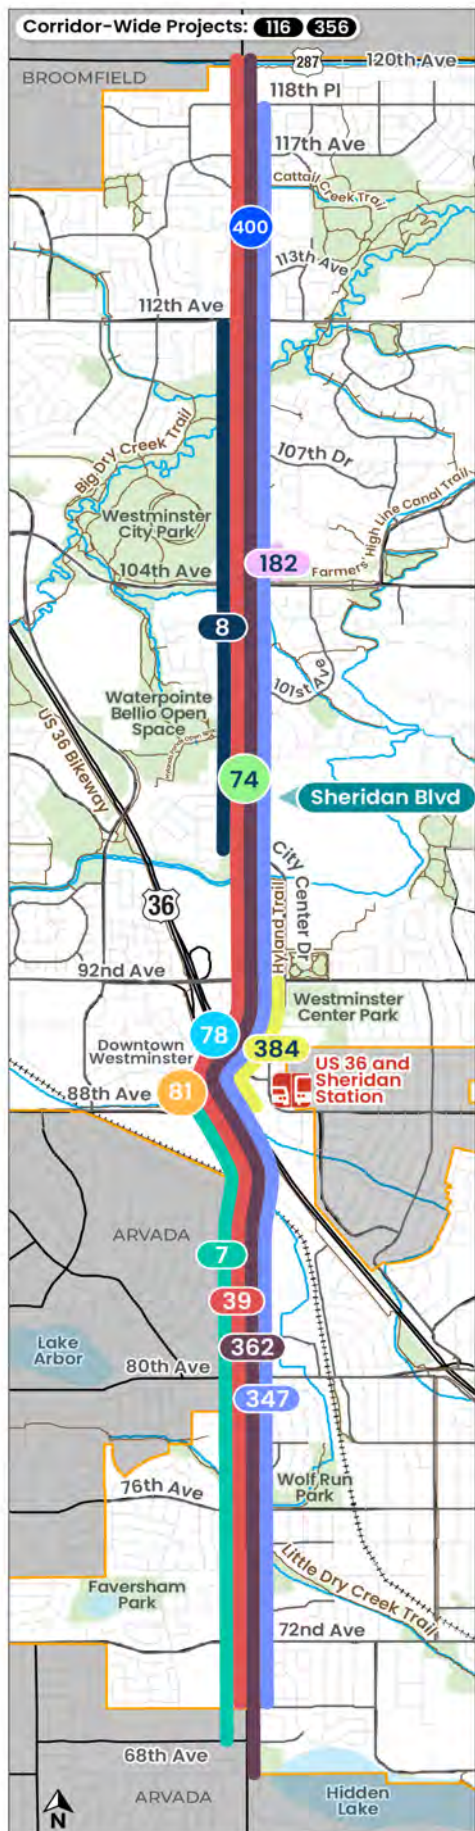 Corridor-Wide Projects: 116 356
287
120th Ave
BROOMFIELD
118th Pl
117th Ave
Cattail Creek Trail
400
113th Ave
112th Ave
Big Dry Creek Trail
107th Dr
Westminster
City Park
Farmers' High Line Canal Trail
182
104th Ave
8
101st Ave
Waterpointe
Bellio Open
Space
US 36 Bikeway
74
Sheridan Blvd
City Center Dr
Hyland Trail
36
92nd Ave
Westminster
Center Park
78
Downtown
Westminster
384
US 36 and
Sheridan
Station
88th Ave
81
ARVADA
7
39
362
Lake
Arbor
80th Ave
347
Wolf Run
Park
76th Ave
Little Dry Creek Trail
Faversham
Park
72nd Ave
68th Ave
ARVADA
Hidden
Lake
N